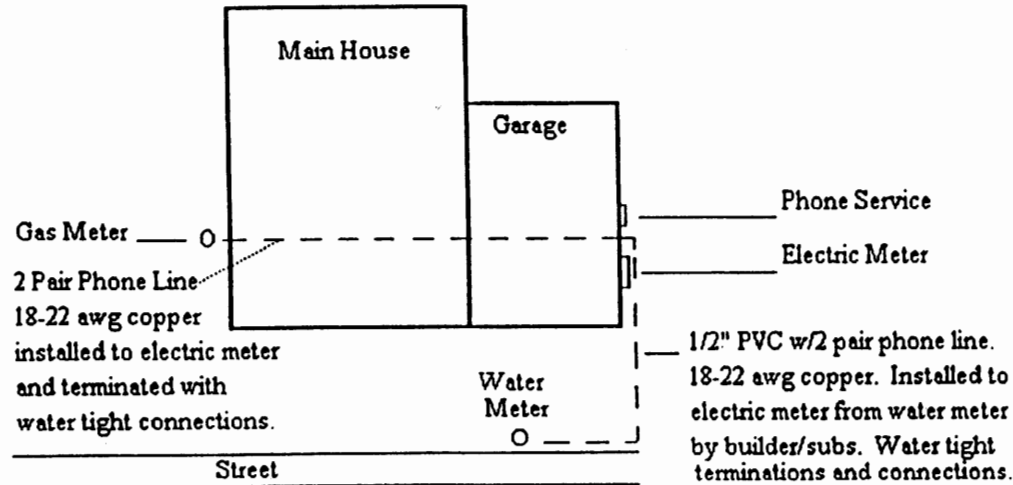 Main House
Garage
Phone Service
Gas Meter
Electric Meter
2 Pair Phone Line
18-22 awg copper
installed to electric meter
and terminated with
water tight connections.
1/2" PVC w/2 pair phone line.
18-22 awg copper. Installed to
electric meter from water meter
by builder/subs. Water tight
terminations and connections.
Water
Meter
Street